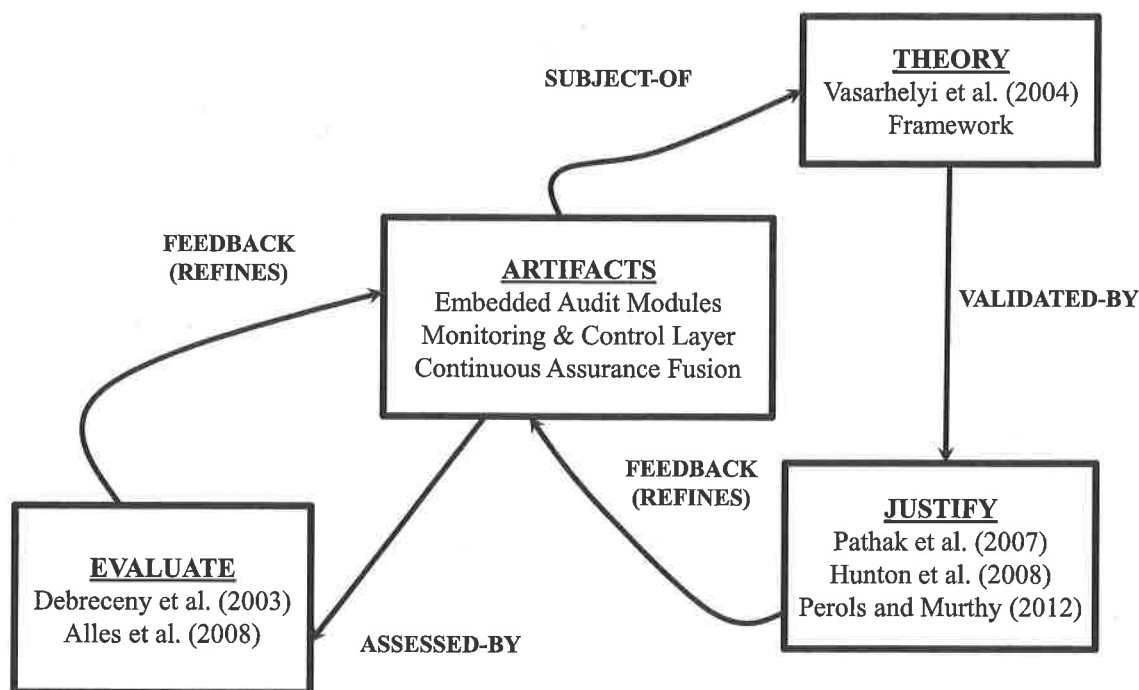 THEORY
Vasarhelyi et al. (2004)
Framework
SUBJECT-OF
FEEDBACK
(REFINES)
ARTIFACTS
Embedded Audit Modules
Monitoring & Control Layer
Continuous Assurance Fusion
VALIDATED-BY
FEEDBACK
(REFINES)
JUSTIFY
Pathak et al. (2007)
Hunton et al. (2008)
Perols and Murthy (2012)
EVALUATE
Debreceny et al. (2003)
Alles et al. (2008)
ASSESSED-BY